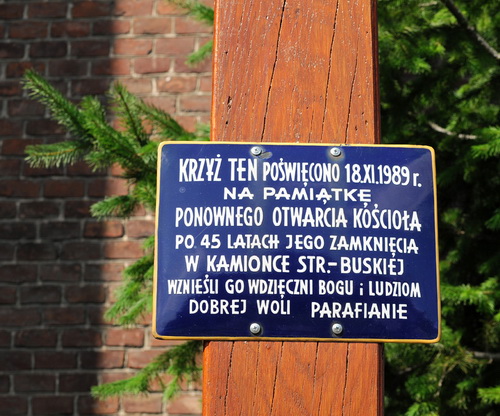 KRZYŻ TEN POŚWIĘCONO 18.XI.1989 r.
NA PAMIĄTKĘ
PONOWNEGO OTWARCIA KOŚCIOŁA
PO 45 LATACH JEGO ZAMKNIĘCIA
W KAMIONCE STR.-BUSKIEJ
WZNIEŚLI GO WDZIĘCZNI BOGU i LUDZIOM
DOBREJ WOLI PARAFIANIE